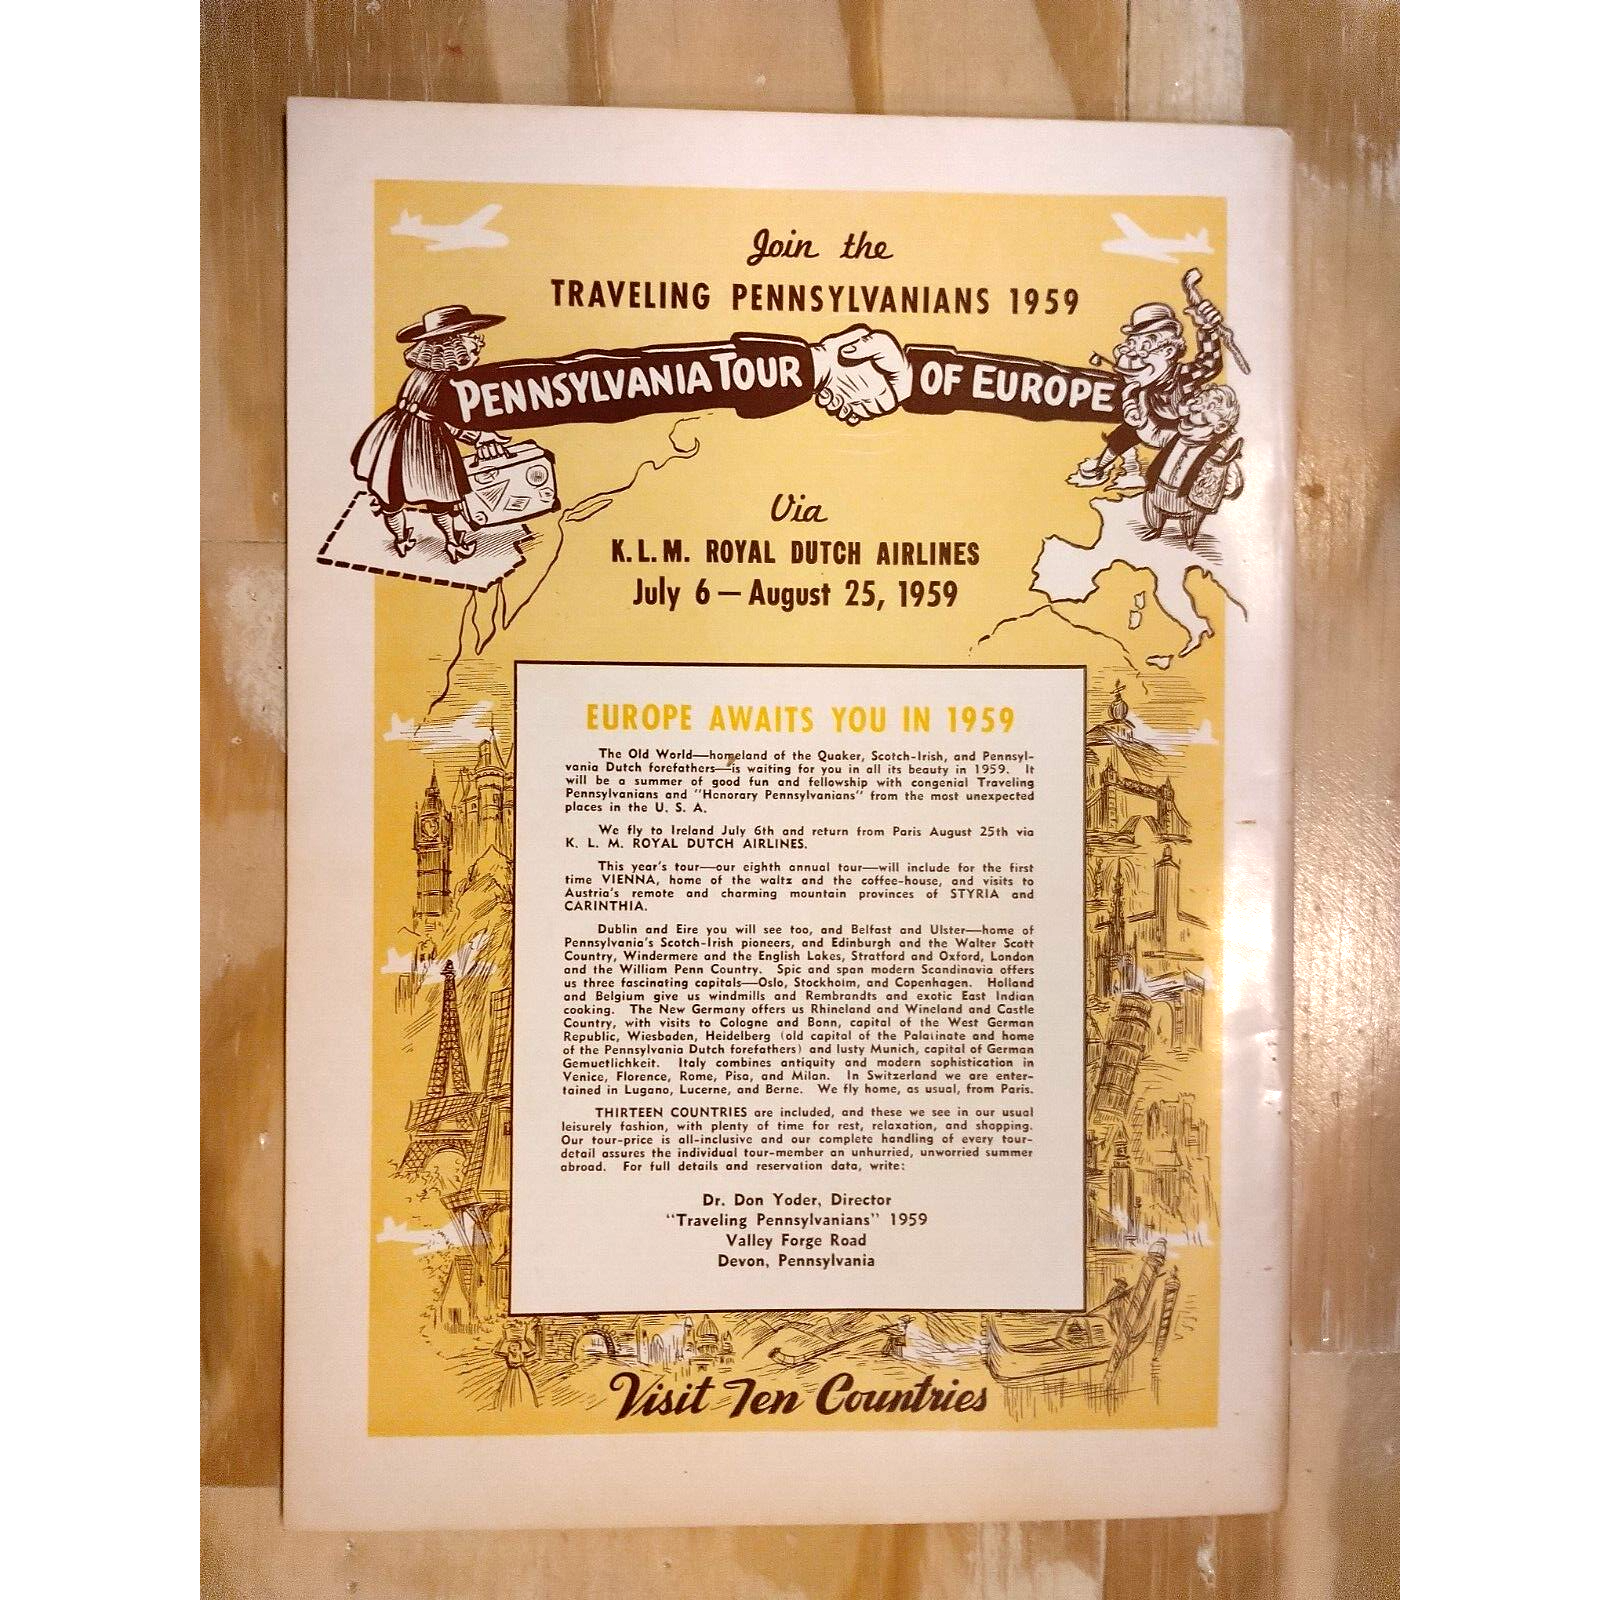 Join the
TRAVELING PENNSYLVANIANS 1959
PENNSYLVANIA TOUR OF EUROPE
Via
K.L.M. ROYAL DUTCH AIRLINES
July 6 — August 25, 1959
EUROPE AWAITS YOU IN 1959
The Old World—homeland of the Quaker, Scotch-Irish, and Pennsyl-
vania Dutch forefathers—is waiting for you in all its beauty in 1959. It
will be a summer of good fun and fellowship with congenial Traveling
Pennsylvanians and "Honorary Pennsylvanians" from the most unexpected
places in the U. S. A.
We fly to Ireland July 6th and return from Paris August 25th via
K. L. M. ROYAL DUTCH AIRLINES.
This year's tour—our eighth annual tour—will include for the first
time VIENNA, home of the waltz and the coffee-house, and visits to
Austria's remote and charming mountain provinces of STYRIA and
CARINTHIA.
Dublin and Eire you will see too, and Belfast and Ulster—home of
Pennsylvania's Scotch-Irish pioneers, and Edinburgh and the Walter Scott
Country, Windermere and the English Lakes, Stratford and Oxford, London
and the William Penn Country. Spic and span modern Scandinavia offers
us three fascinating capitals—Oslo, Stockholm, and Copenhagen. Holland
and Belgium give us windmills and Rembrandts and exotic East Indian
cooking. The New Germany offers us Rhineland and Wineland and Castle
Country, with visits to Cologne and Bonn, capital of the West German
Republic, Wiesbaden, Heidelberg (old capital of the Palatinate and home
of the Pennsylvania Dutch forefathers) and lusty Munich, capital of German
Gemuetlichkeit. Italy combines antiquity and modern sophistication in
Venice, Florence, Rome, Pisa, and Milan. In Switzerland we are enter-
tained in Lugano, Lucerne, and Berne. We fly home, as usual, from Paris.
THIRTEEN COUNTRIES are included, and these we see in our usual
leisurely fashion, with plenty of time for rest, relaxation, and shopping.
Our tour-price is all-inclusive and our complete handling of every tour-
detail assures the individual tour-member an unhurried, unworried summer
abroad. For full details and reservation data, write:
Dr. Don Yoder, Director
"Traveling Pennsylvanians" 1959
Valley Forge Road
Devon, Pennsylvania
Visit Ten Countries